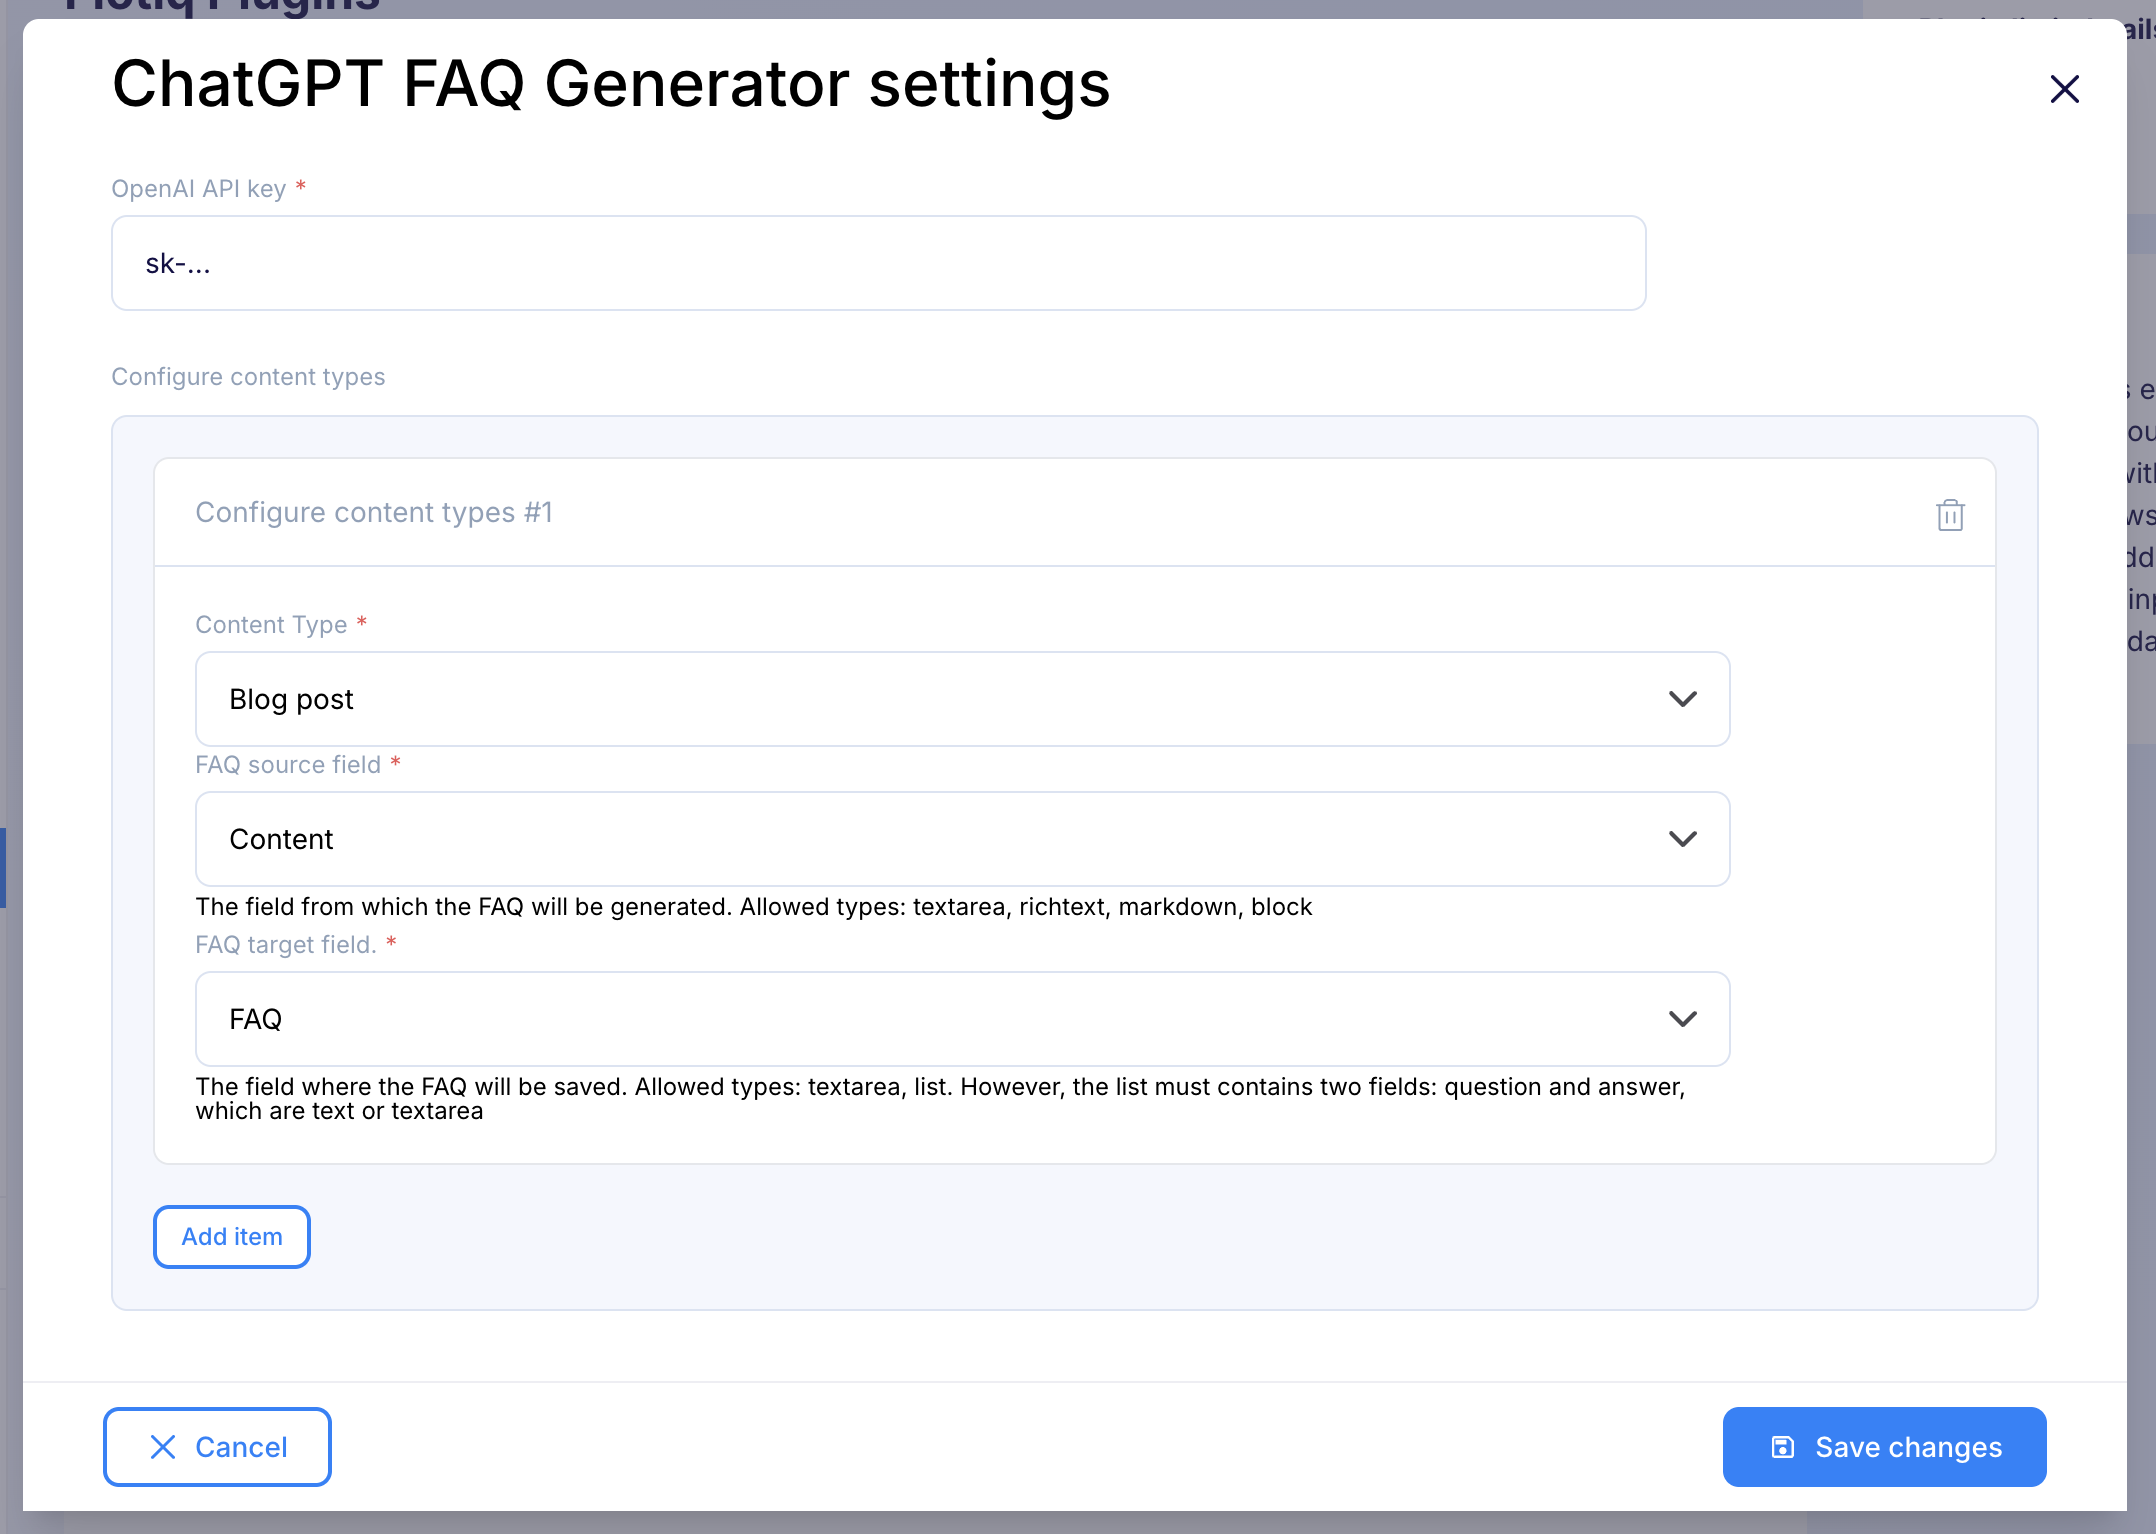 Flotiq Plugins
ChatGPT FAQ Generator settings
OpenAI API key *
sk-...
Configure content types
Configure content types #1
Content Type *
Blog post
FAQ source field *
Content
The field from which the FAQ will be generated. Allowed types: textarea, richtext, markdown, block
FAQ target field. *
FAQ
The field where the FAQ will be saved. Allowed types: textarea, list. However, the list must contains two fields: question and answer,
which are text or textarea
Add item
Cancel
Save changes